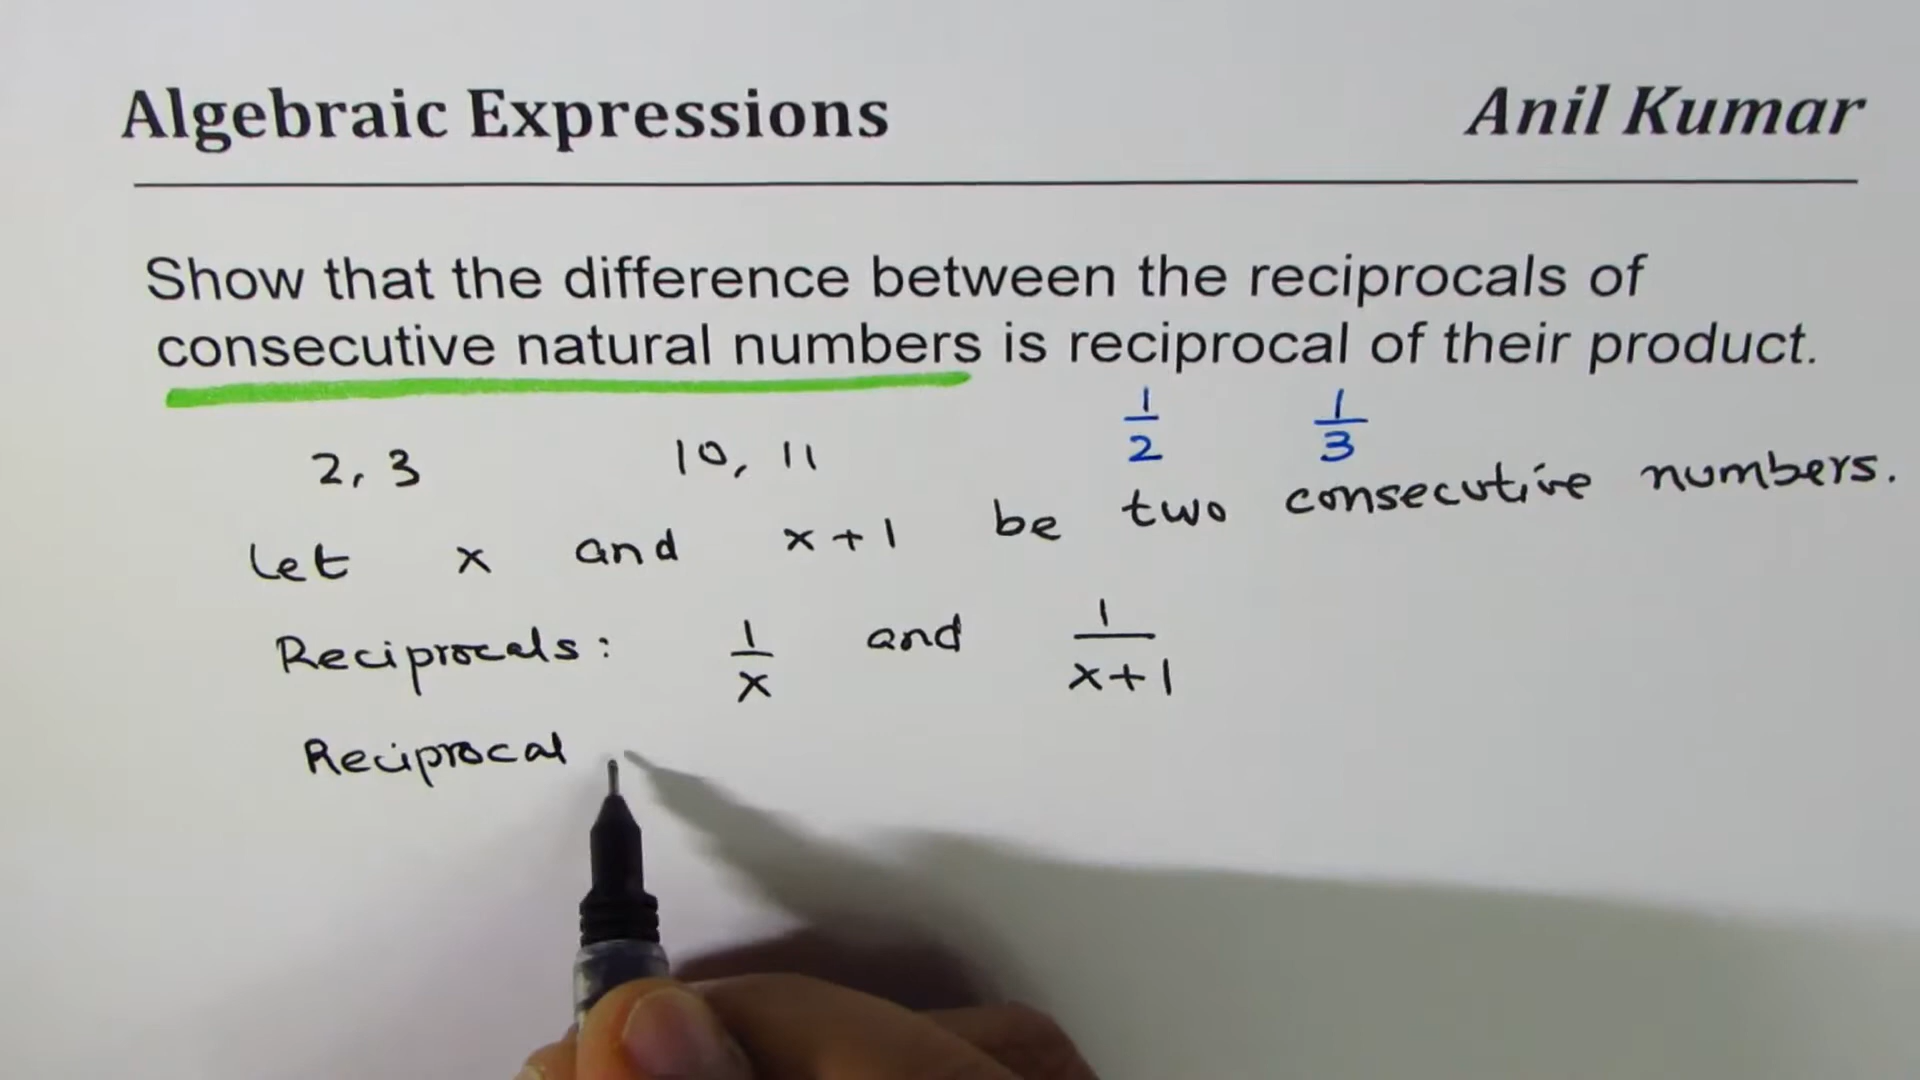 Algebraic Expressions Anil Kumar
Show that the difference between the reciprocals of
consecutive natural numbers is reciprocal of their product.
1/2 1/3
2, 3 10, 11
Let x and x+1 be two consecutive numbers.
Reciprocals: 1/x and 1/(x+1)
Reciprocal